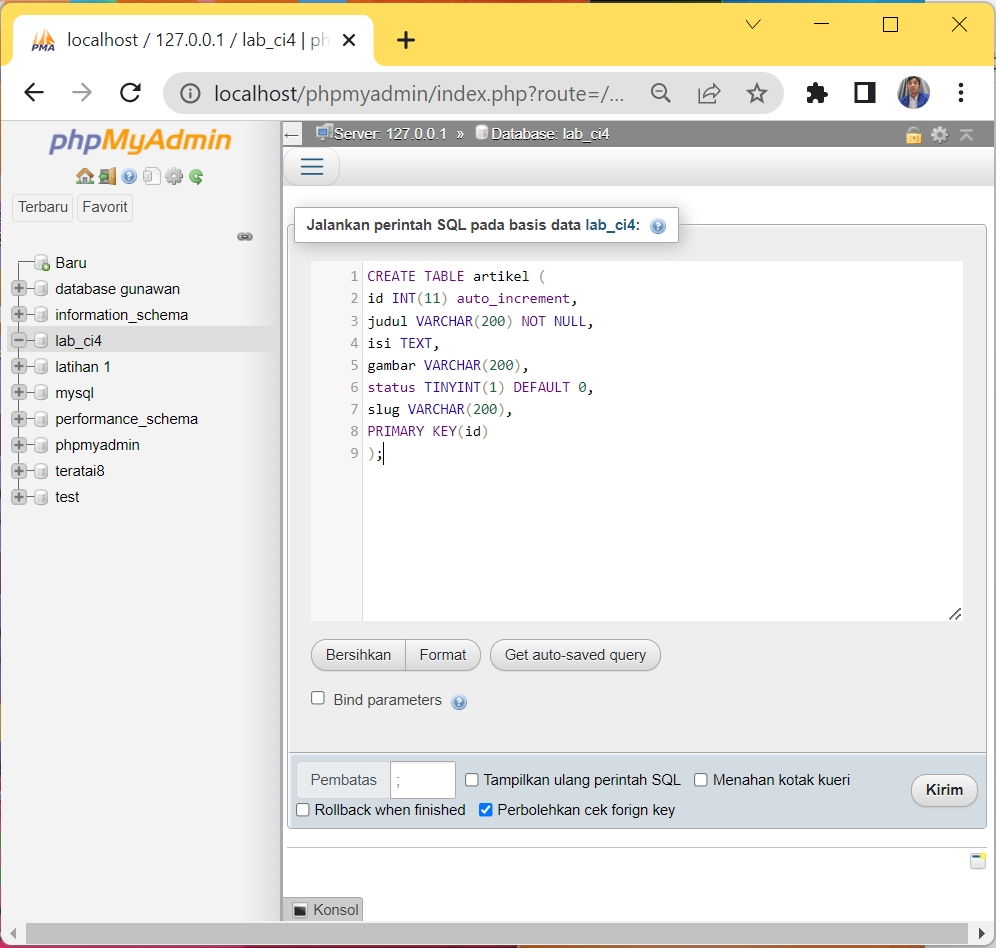 localhost / 127.0.0.1 / lab_ci4 | ph
localhost/phpmyadmin/index.php?route=/...
phpMyAdmin
Terbaru
Favorit
Baru
database gunawan
information_schema
lab_ci4
latihan 1
mysql
performance_schema
phpmyadmin
teratai8
test
Server: 127.0.0.1 » Database: lab_ci4
Jalankan perintah SQL pada basis data lab_ci4:
1 CREATE TABLE artikel (
2 id INT(11) auto_increment,
3 judul VARCHAR(200) NOT NULL,
4 isi TEXT,
5 gambar VARCHAR(200),
6 status TINYINT(1) DEFAULT 0,
7 slug VARCHAR(200),
8 PRIMARY KEY(id)
9 );
Bersihkan Format Get auto-saved query
Bind parameters
Pembatas ; Tampilkan ulang perintah SQL Menahan kotak kueri
Rollback when finished Perbolehkan cek forign key
Kirim
Konsol